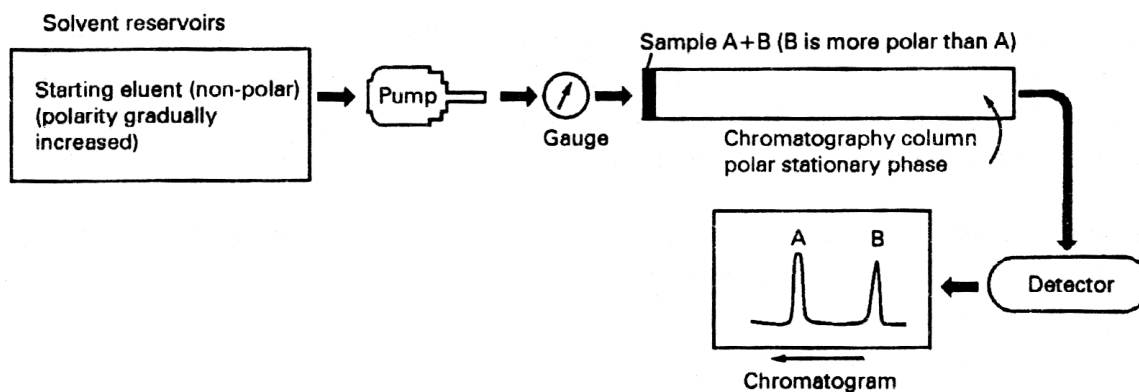 Solvent reservoirs
Starting eluent (non-polar)
(polarity gradually
increased)
Pump
Gauge
Sample A+B (B is more polar than A)
Chromatography column
polar stationary phase
Detector
A B
Chromatogram